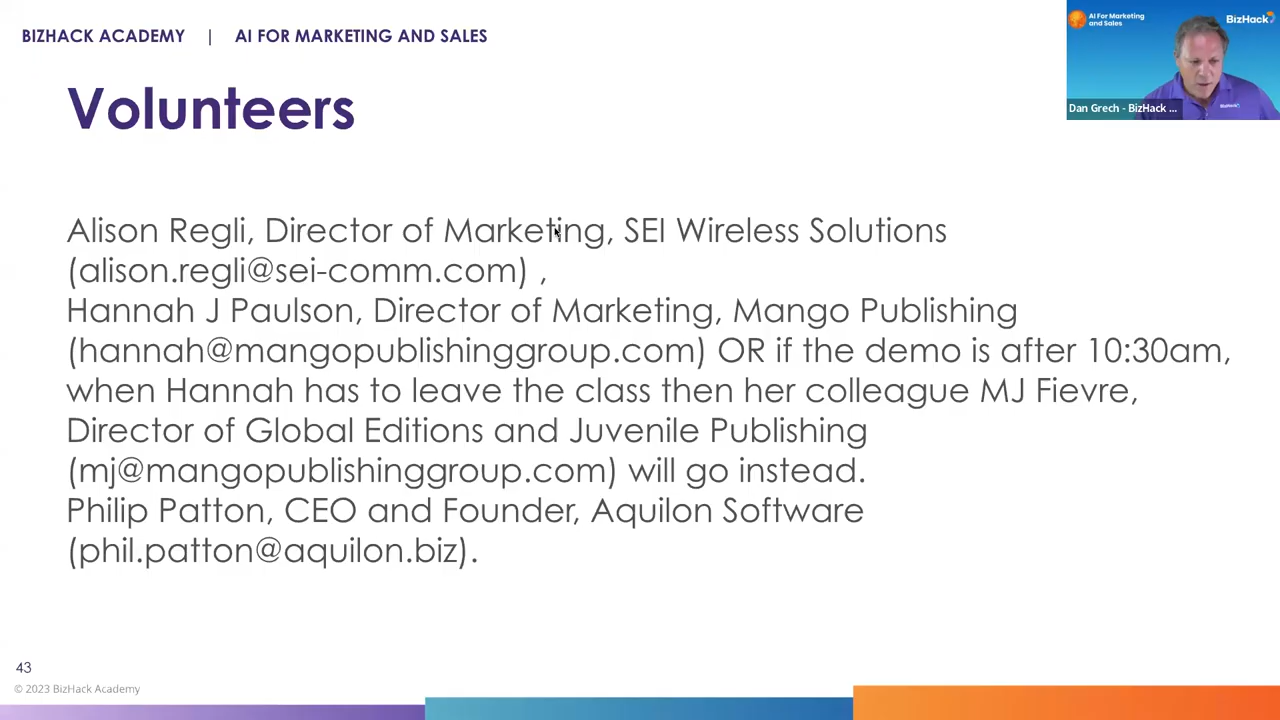 BIZHACK ACADEMY | AI FOR MARKETING AND SALES
AI For Marketing
and Sales
BizHack
BizHack
Dan Grech - BizHack ...
Volunteers
Alison Regli, Director of Marketing, SEI Wireless Solutions
(alison.regli@sei-comm.com) ,
Hannah J Paulson, Director of Marketing, Mango Publishing
(hannah@mangopublishinggroup.com) OR if the demo is after 10:30am,
when Hannah has to leave the class then her colleague MJ Fievre,
Director of Global Editions and Juvenile Publishing
(mj@mangopublishinggroup.com) will go instead.
Philip Patton, CEO and Founder, Aquilon Software
(phil.patton@aquilon.biz).
43
© 2023 BizHack Academy